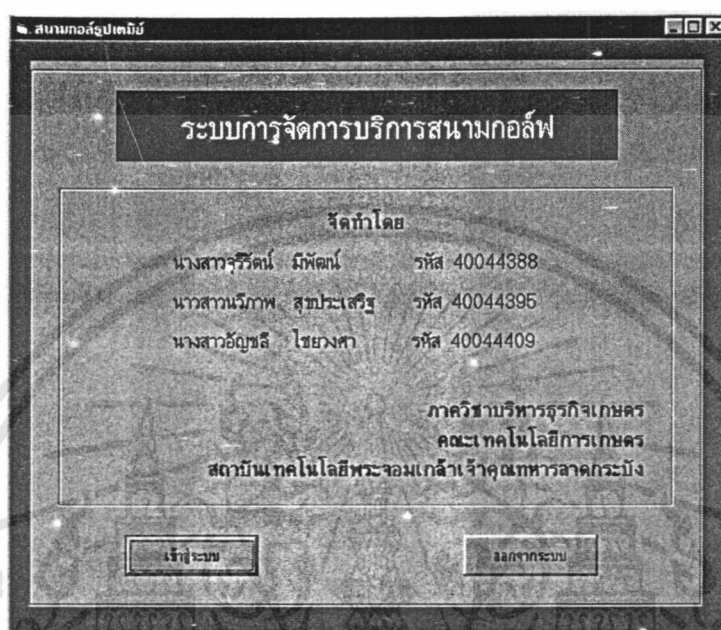 สนามกอล์ฐปเตมีย์
ระบบการจัดการบริการสนามกอล์ฟ
จัดทำโดย
นางสาวจุรีรัตน์ มีพัฒน์ รหัส 40044388
นาวสาวนวิภาพ สุขประเสริฐ รหัส 40044395
นางสาวอัญชลี ไชยวงศา รหัส 40044409
ภาควิชาบริหารธุรกิจเกษตร
คณะเทคโนโลยีการเกษตร
สถาบันเทคโนโลยีพระจอมเกล้าเจ้าคุณทหารลาดกระบัง
เข้าสู่ระบบ ออกจากระบบ